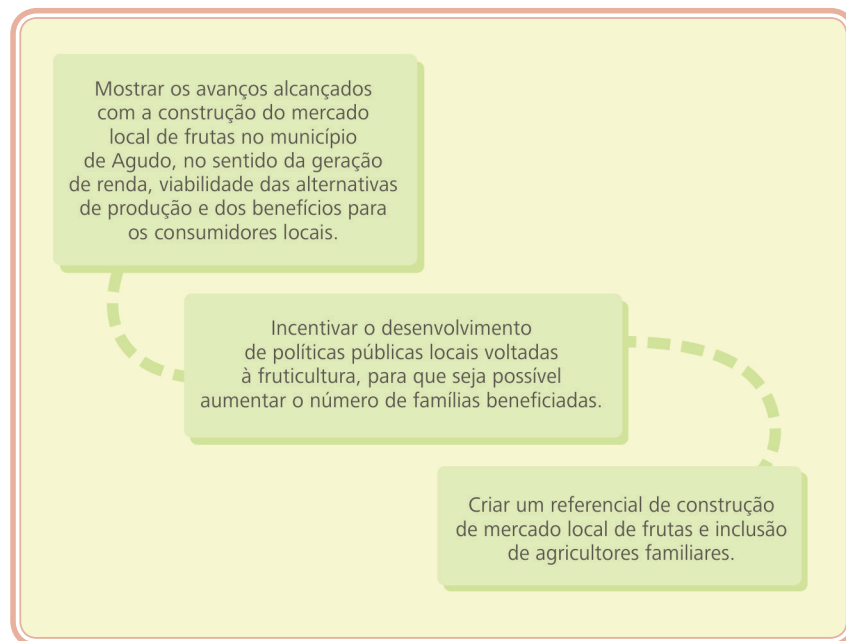 Mostrar os avanços alcançados
com a construção do mercado
local de frutas no município
de Agudo, no sentido da geração
de renda, viabilidade das alternativas
de produção e dos benefícios para
os consumidores locais.
Incentivar o desenvolvimento
de políticas públicas locais voltadas
à fruticultura, para que seja possível
aumentar o número de famílias beneficiadas.
Criar um referencial de construção
de mercado local de frutas e inclusão
de agricultores familiares.